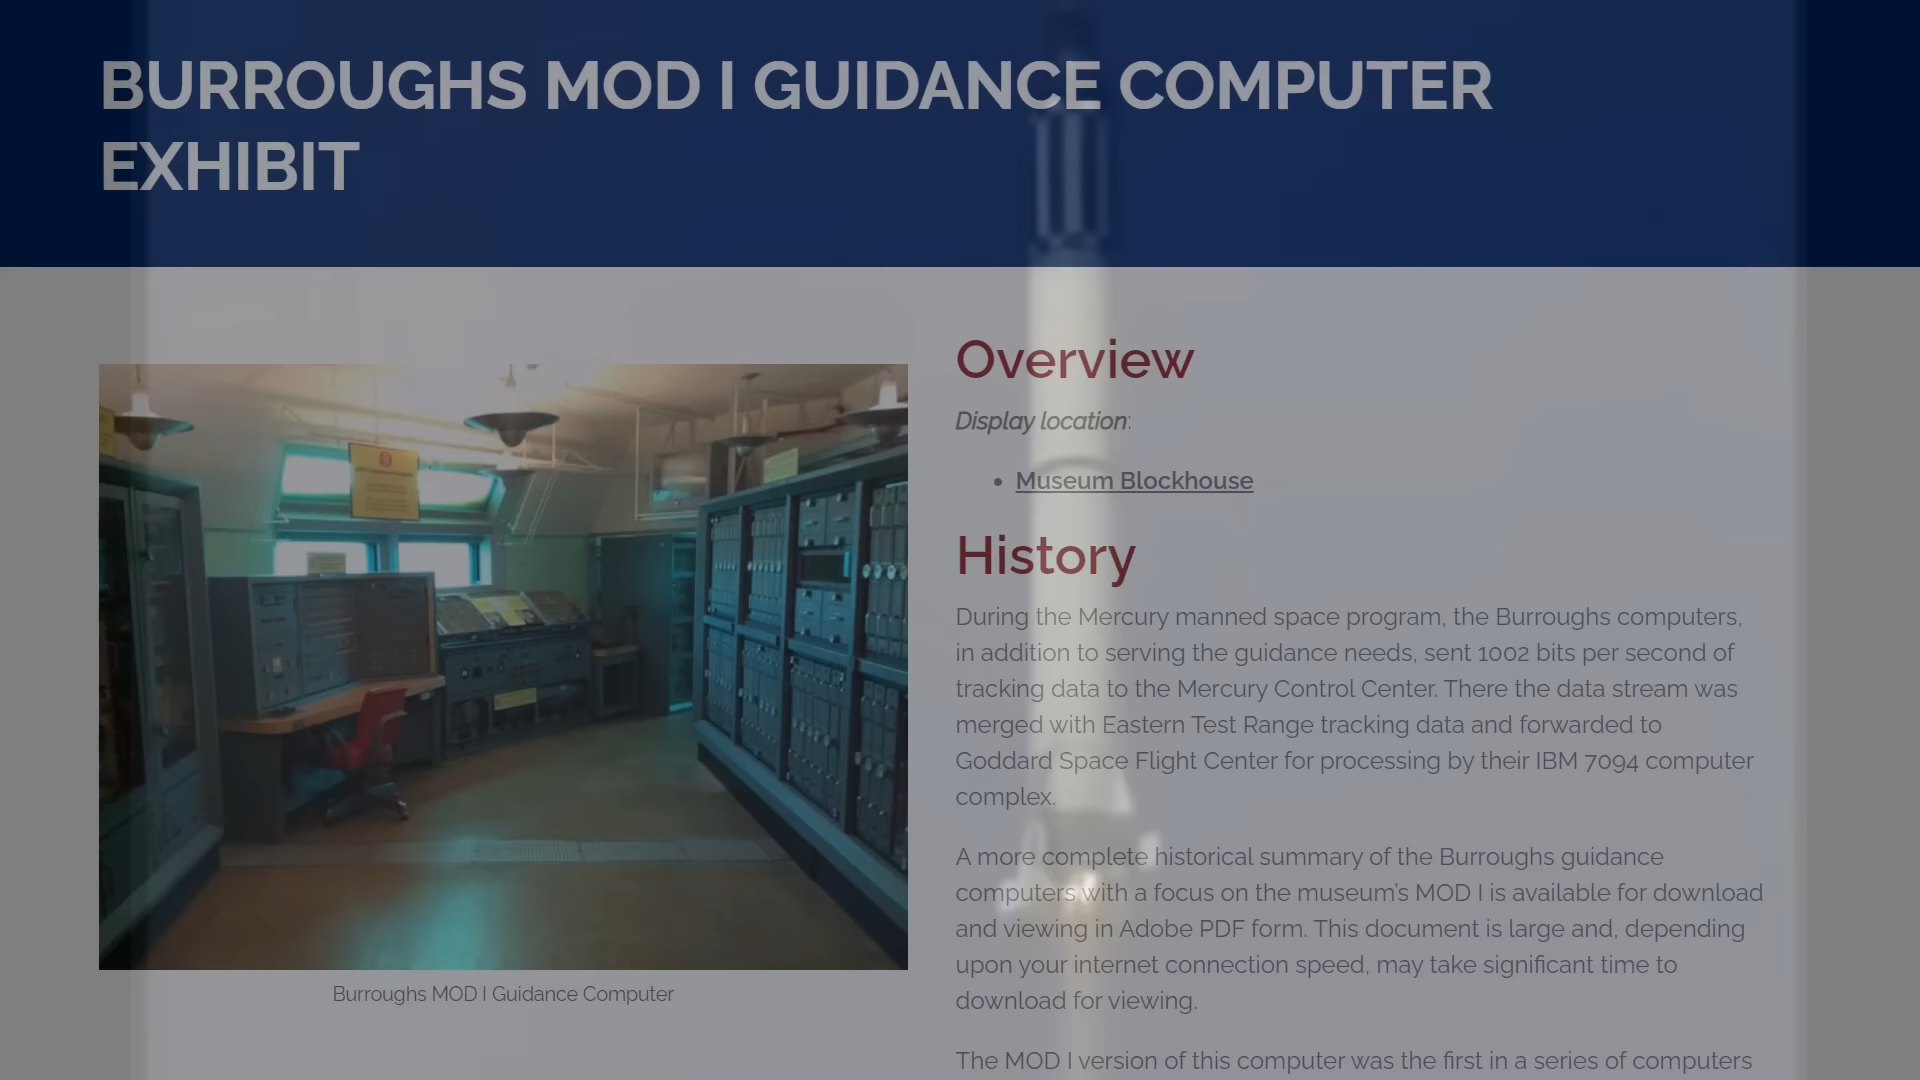 BURROUGHS MOD I GUIDANCE COMPUTER
EXHIBIT
Overview
Display location:
• Museum Blockhouse
History
During the Mercury manned space program, the Burroughs computers,
in addition to serving the guidance needs, sent 1002 bits per second of
tracking data to the Mercury Control Center. There the data stream was
merged with Eastern Test Range tracking data and forwarded to
Goddard Space Flight Center for processing by their IBM 7094 computer
complex.
A more complete historical summary of the Burroughs guidance
computers with a focus on the museum's MOD I is available for download
and viewing in Adobe PDF form. This document is large and, depending
upon your internet connection speed, may take significant time to
download for viewing.
The MOD I version of this computer was the first in a series of computers
Burroughs MOD I Guidance Computer